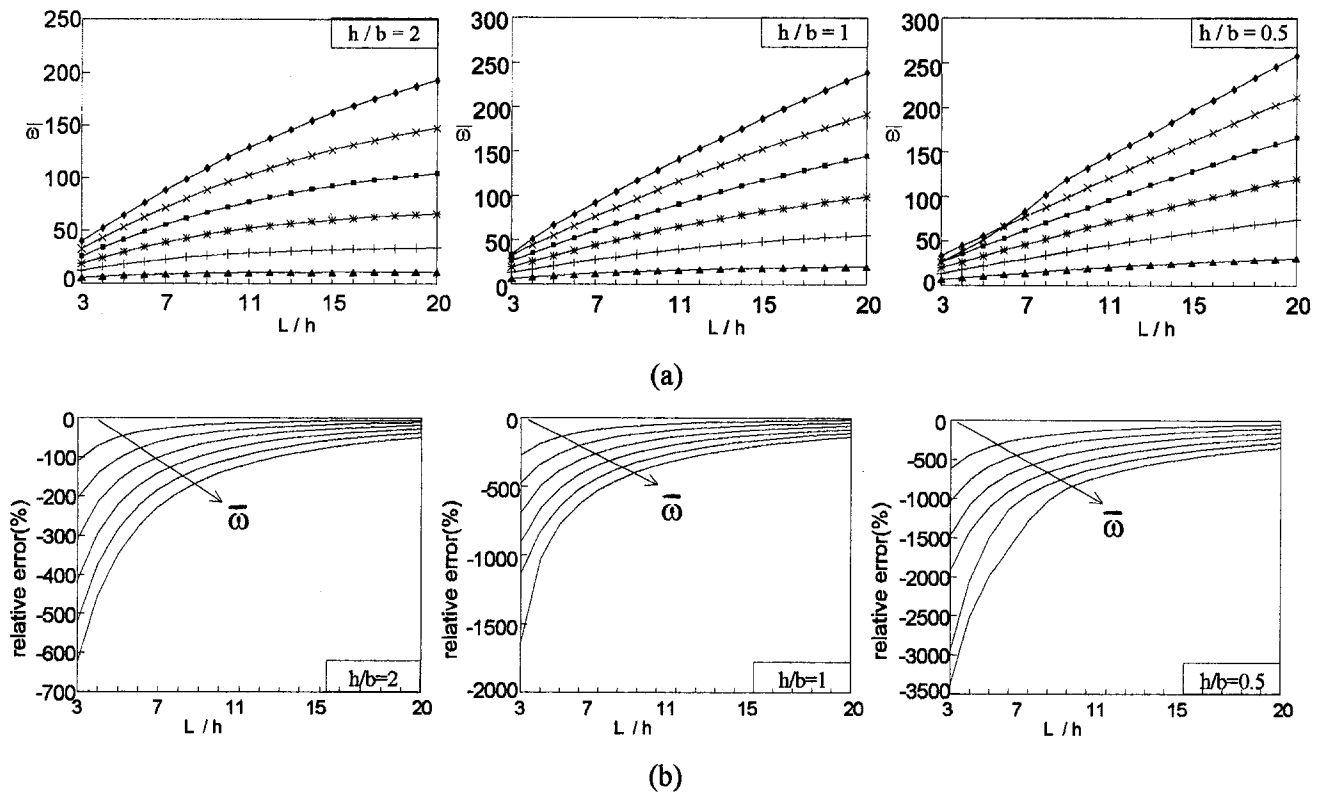 h / b = 2
250
200
150
100
50
0
ω̅
3 7 11 15 20
L / h
h / b = 1
300
250
200
150
100
50
0
ω̅
3 7 11 15 20
L / h
h / b = 0.5
300
250
200
150
100
50
0
ω̅
3 7 11 15 20
L / h
(a)
0
-100
-200
-300
-400
-500
-600
-700
relative error(%)
ω̅
h/b=2
3 7 11 15 20
L / h
0
-500
-1000
-1500
-2000
relative error(%)
ω̅
h/b=1
3 7 11 15 20
L / h
0
-500
-1000
-1500
-2000
-2500
-3000
-3500
relative error(%)
ω̅
h/b=0.5
3 7 11 15 20
L / h
(b)